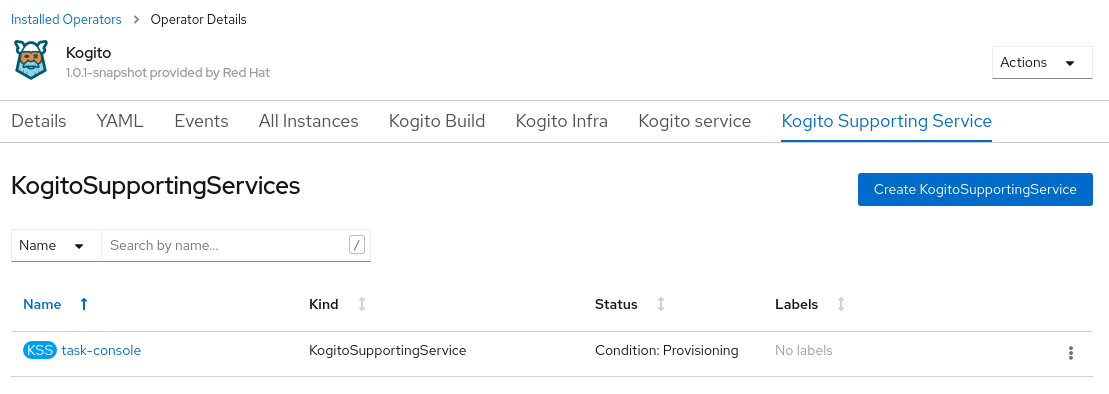 Installed Operators > Operator Details
Kogito
1.0.1-snapshot provided by Red Hat
Actions
Details YAML Events All Instances Kogito Build Kogito Infra Kogito service Kogito Supporting Service
KogitoSupportingServices
Create KogitoSupportingService
Name Search by name... /
Name Kind Status Labels
KSS task-console KogitoSupportingService Condition: Provisioning No labels